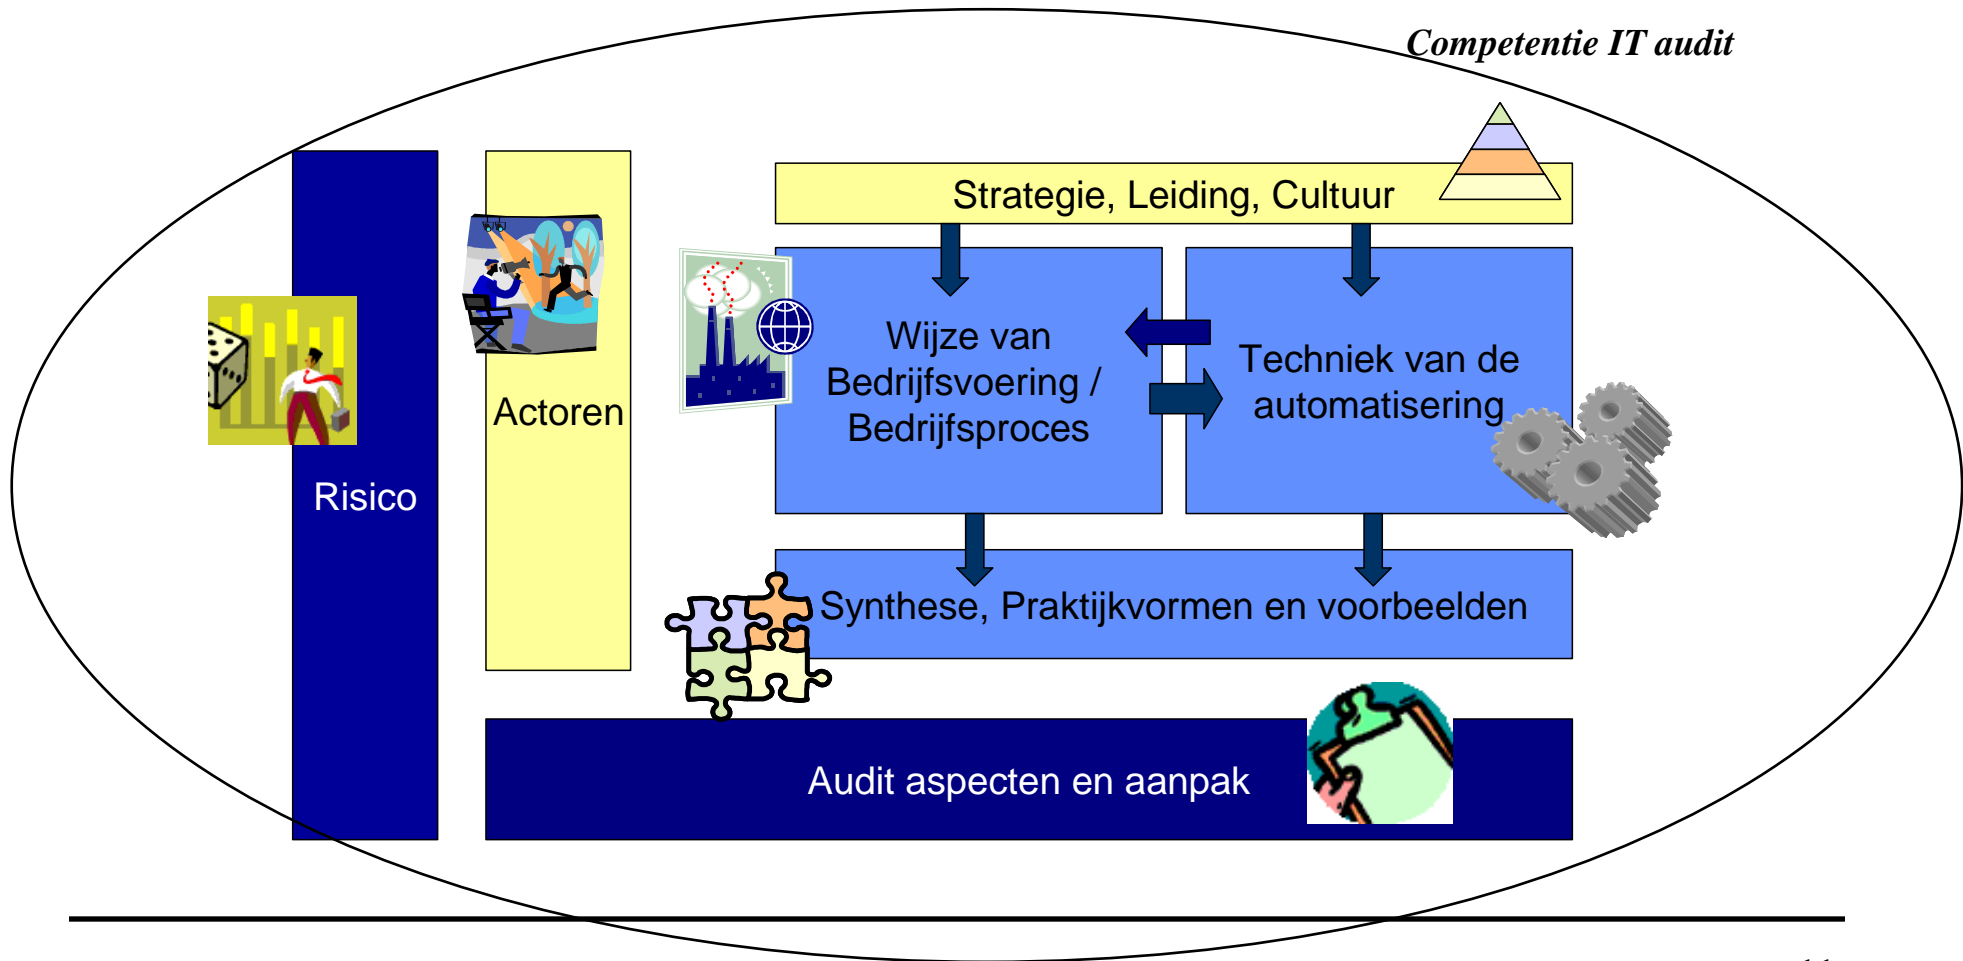 Competentie IT audit
Strategie, Leiding, Cultuur
Wijze van
Bedrijfsvoering /
Bedrijfsproces
Techniek van de
automatisering
Actoren
Risico
Synthese, Praktijkvormen en voorbeelden
Audit aspecten en aanpak